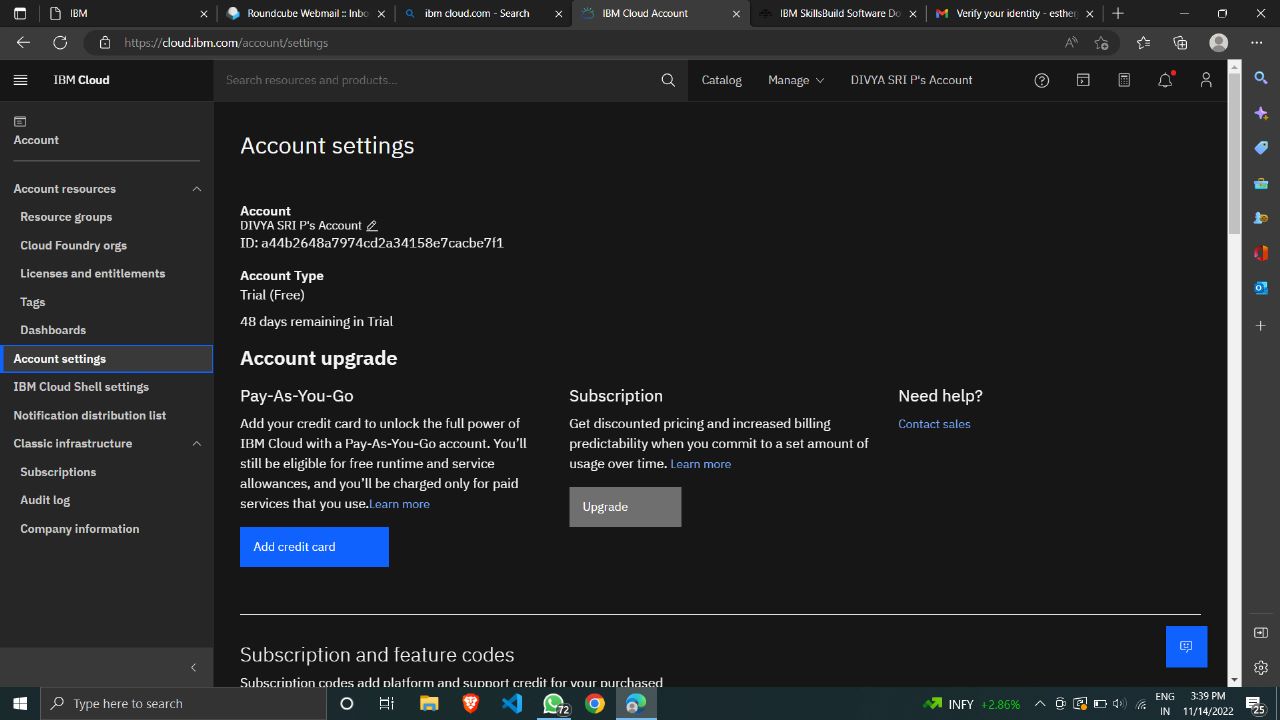 IBM
Roundcube Webmail :: Inbo
ibm cloud.com - Search
IBM Cloud Account
IBM SkillsBuild Software Do
Verify your identity - esther
https://cloud.ibm.com/account/settings
IBM Cloud
Search resources and products...
Catalog
Manage
DIVYA SRI P's Account
Account
Account resources
Resource groups
Cloud Foundry orgs
Licenses and entitlements
Tags
Dashboards
Account settings
IBM Cloud Shell settings
Notification distribution list
Classic infrastructure
Subscriptions
Audit log
Company information
Account settings
Account
DIVYA SRI P's Account
ID: a44b2648a7974cd2a34158e7cacbe7f1
Account Type
Trial (Free)
48 days remaining in Trial
Account upgrade
Pay-As-You-Go
Add your credit card to unlock the full power of
IBM Cloud with a Pay-As-You-Go account. You'll
still be eligible for free runtime and service
allowances, and you'll be charged only for paid
services that you use.Learn more
Add credit card
Subscription
Get discounted pricing and increased billing
predictability when you commit to a set amount of
usage over time. Learn more
Upgrade
Need help?
Contact sales
Subscription and feature codes
Subscription codes add platform and support credit for your purchased
Type here to search
72
INFY +2.86%
ENG
IN
3:39 PM
11/14/2022
25